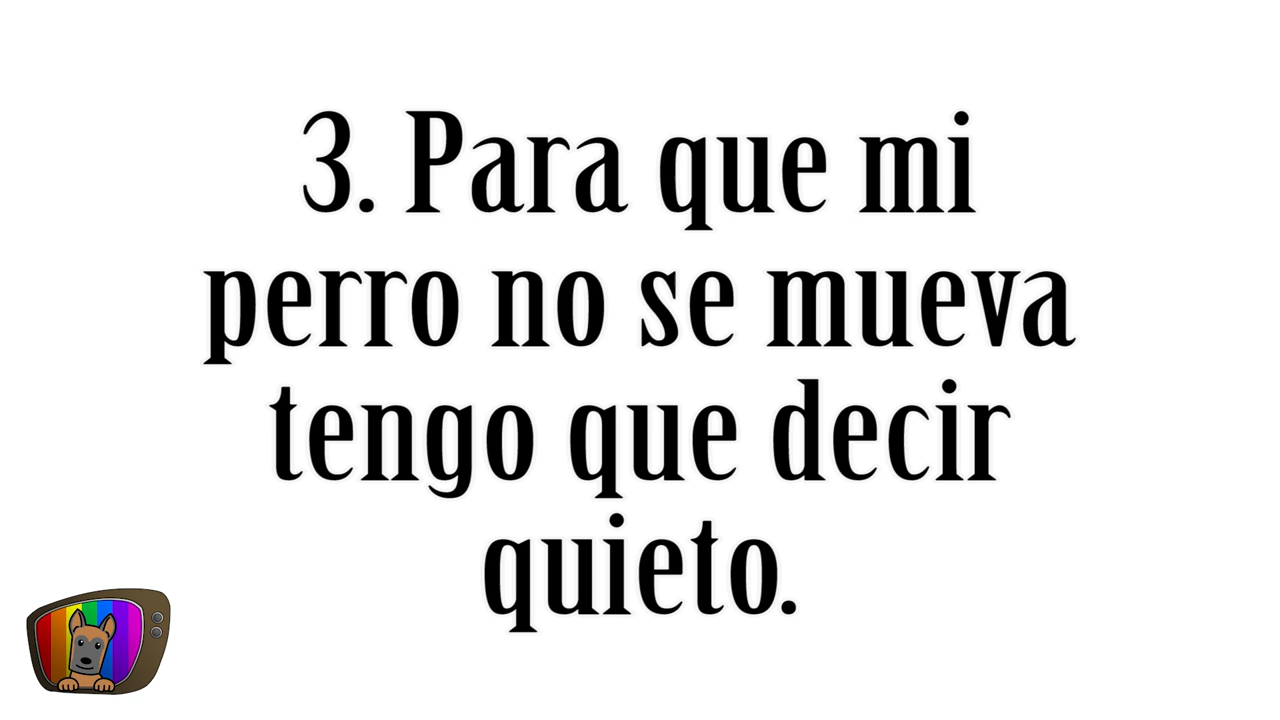 3. Para que mi
perro no se mueva
tengo que decir
quieto.